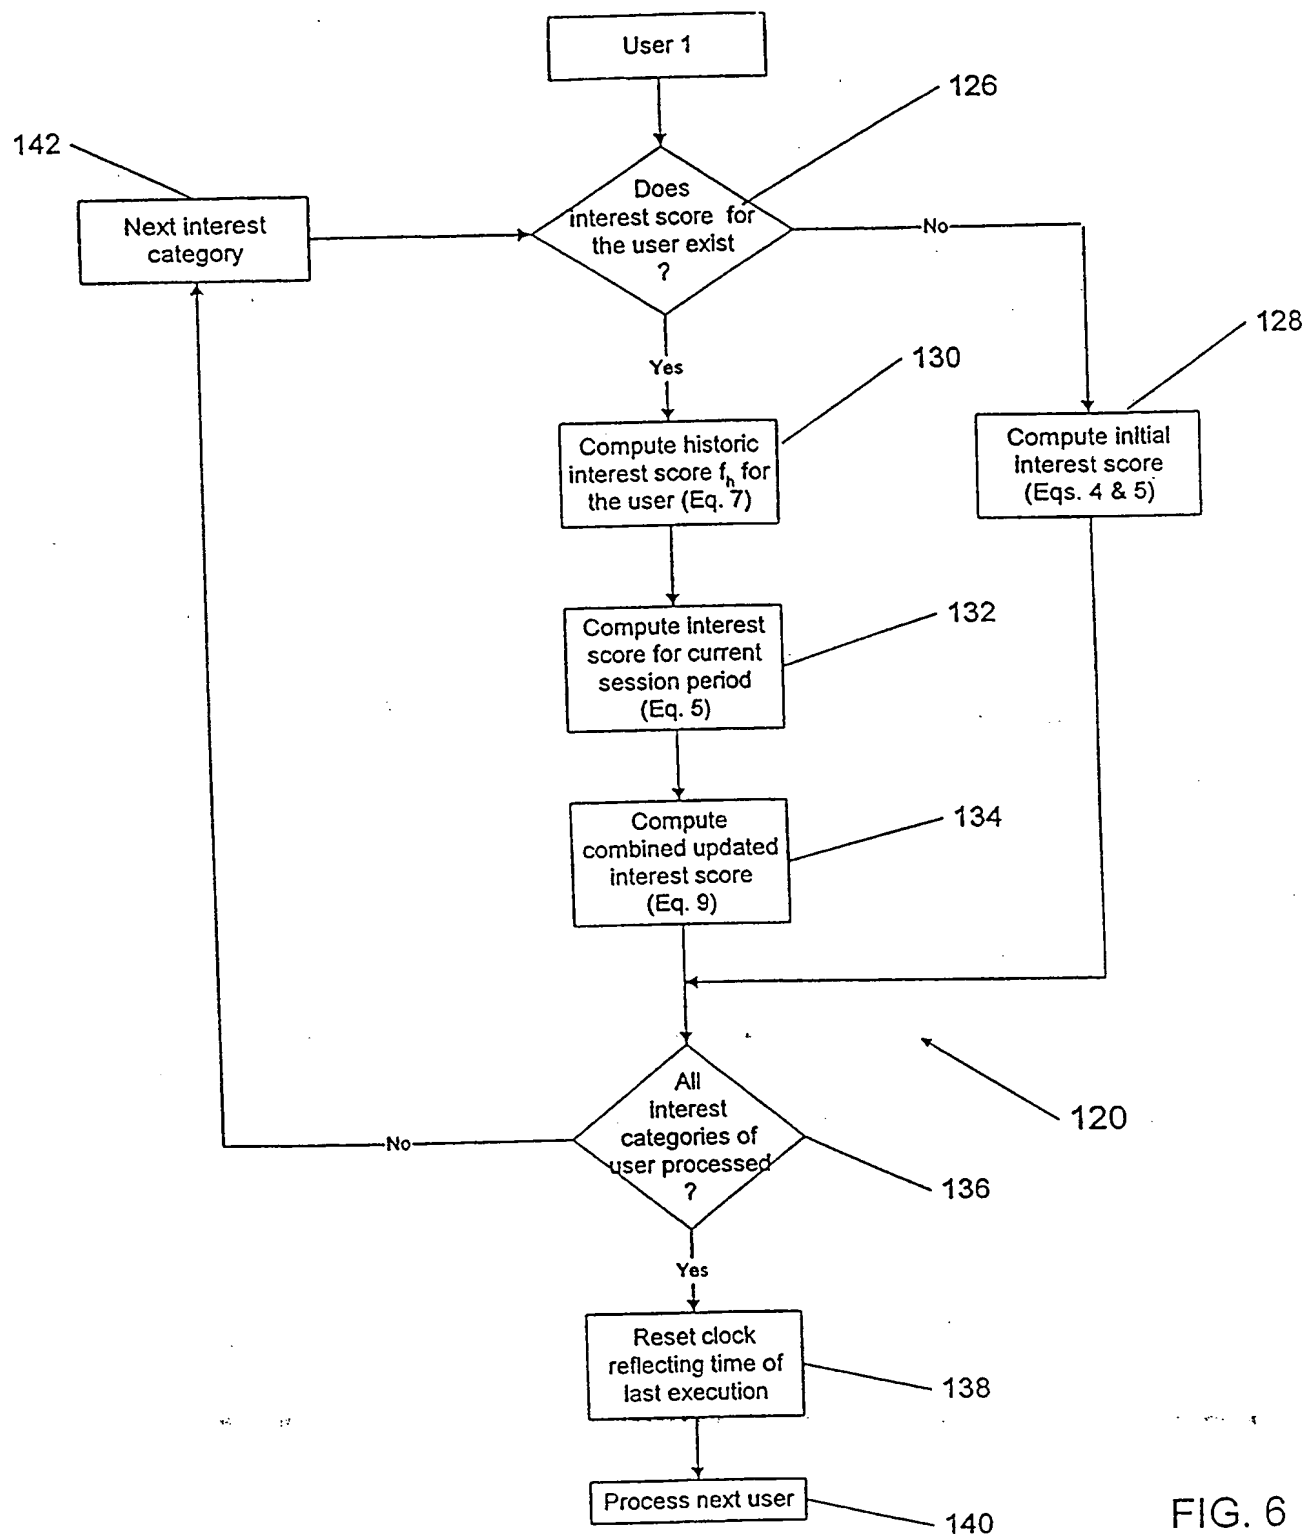 User 1
126
142
Does
interest score for
the user exist
?
Next interest
category
No
128
Yes
130
Compute historic
interest score fh for
the user (Eq. 7)
Compute initial
interest score
(Eqs. 4 & 5)
132
Compute interest
score for current
session period
(Eq. 5)
134
Compute
combined updated
interest score
(Eq. 9)
All
interest
categories of
user processed
?
120
No
136
Yes
Reset clock
reflecting time of
last execution
138
Process next user
140
FIG. 6